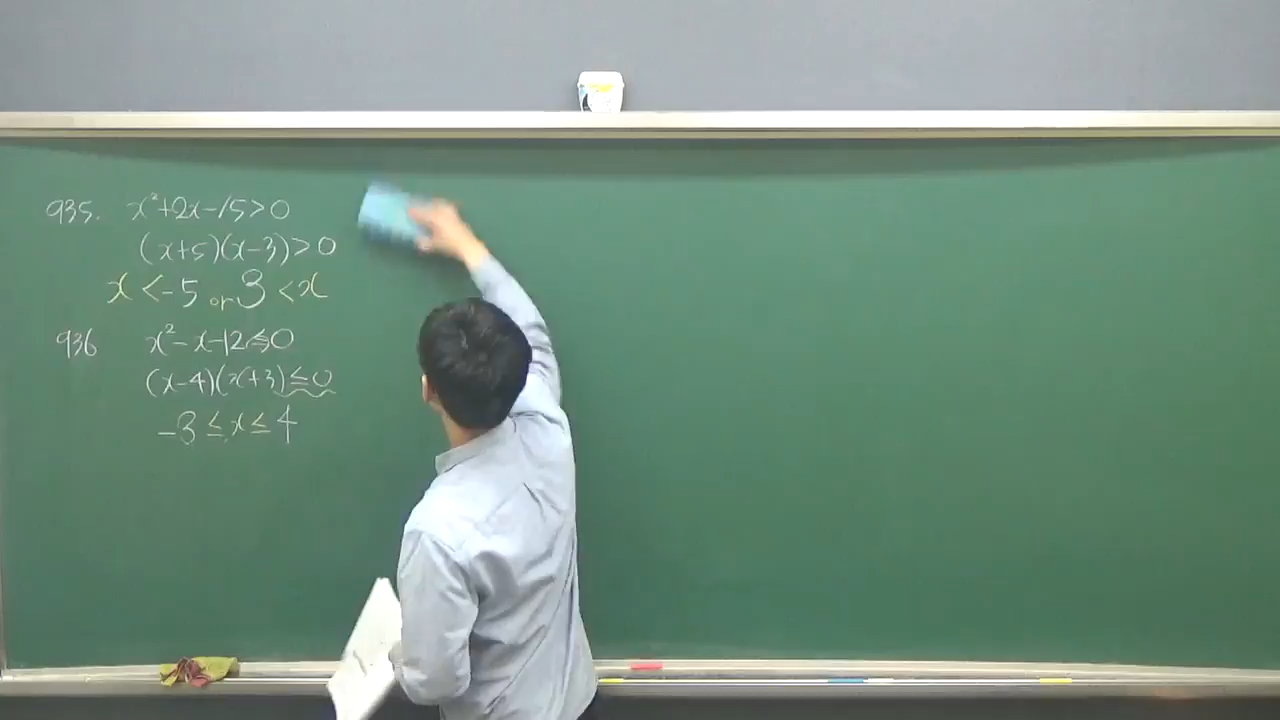 935. x²+2x-15>0
(x+5)(x-3)>0
x<-5 or 3<x
936 x²-x-12≦0
(x-4)(x+3)≦0
-3≦x≦4